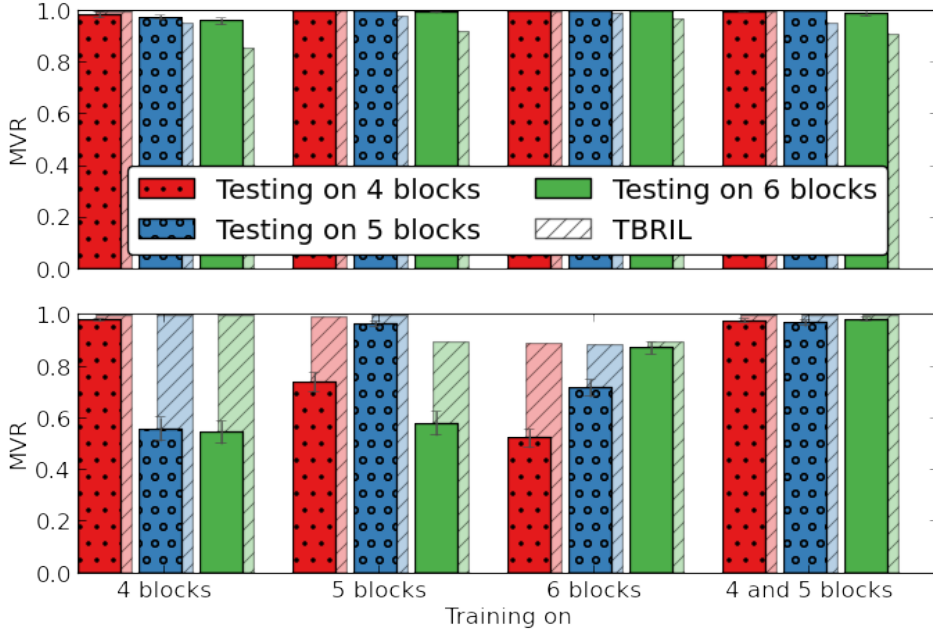 1.0
0.8
0.6
0.4
0.2
0.0
MVR
Testing on 4 blocks
Testing on 5 blocks
Testing on 6 blocks
TBRIL
1.0
0.8
0.6
0.4
0.2
0.0
MVR
4 blocks
5 blocks
6 blocks
4 and 5 blocks
Training on